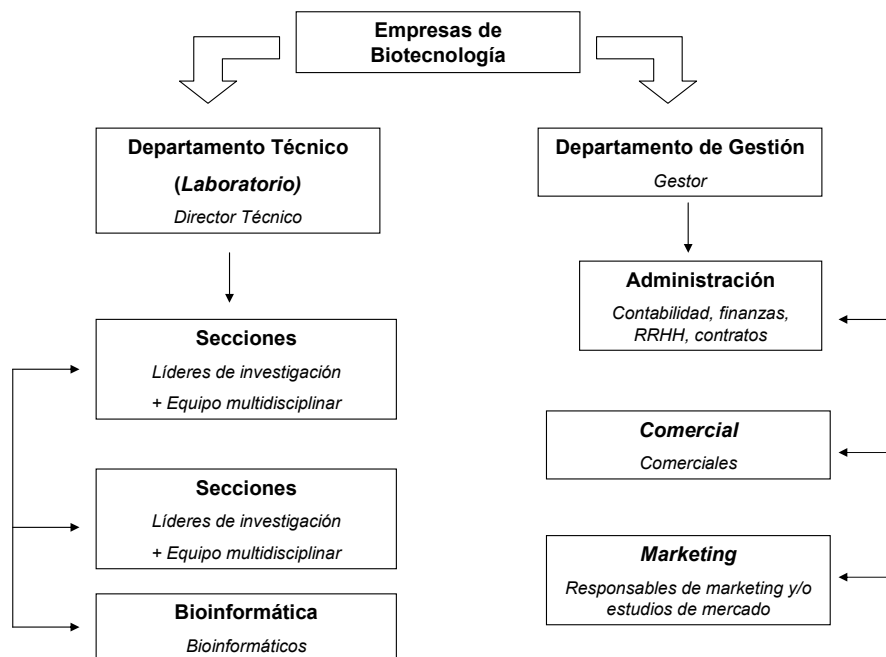 Empresas de
Biotecnología
Departamento Técnico
(Laboratorio)
Director Técnico
Secciones
Líderes de investigación
+ Equipo multidisciplinar
Secciones
Líderes de investigación
+ Equipo multidisciplinar
Bioinformática
Bioinformáticos
Departamento de Gestión
Gestor
Administración
Contabilidad, finanzas,
RRHH, contratos
Comercial
Comerciales
Marketing
Responsables de marketing y/o
estudios de mercado